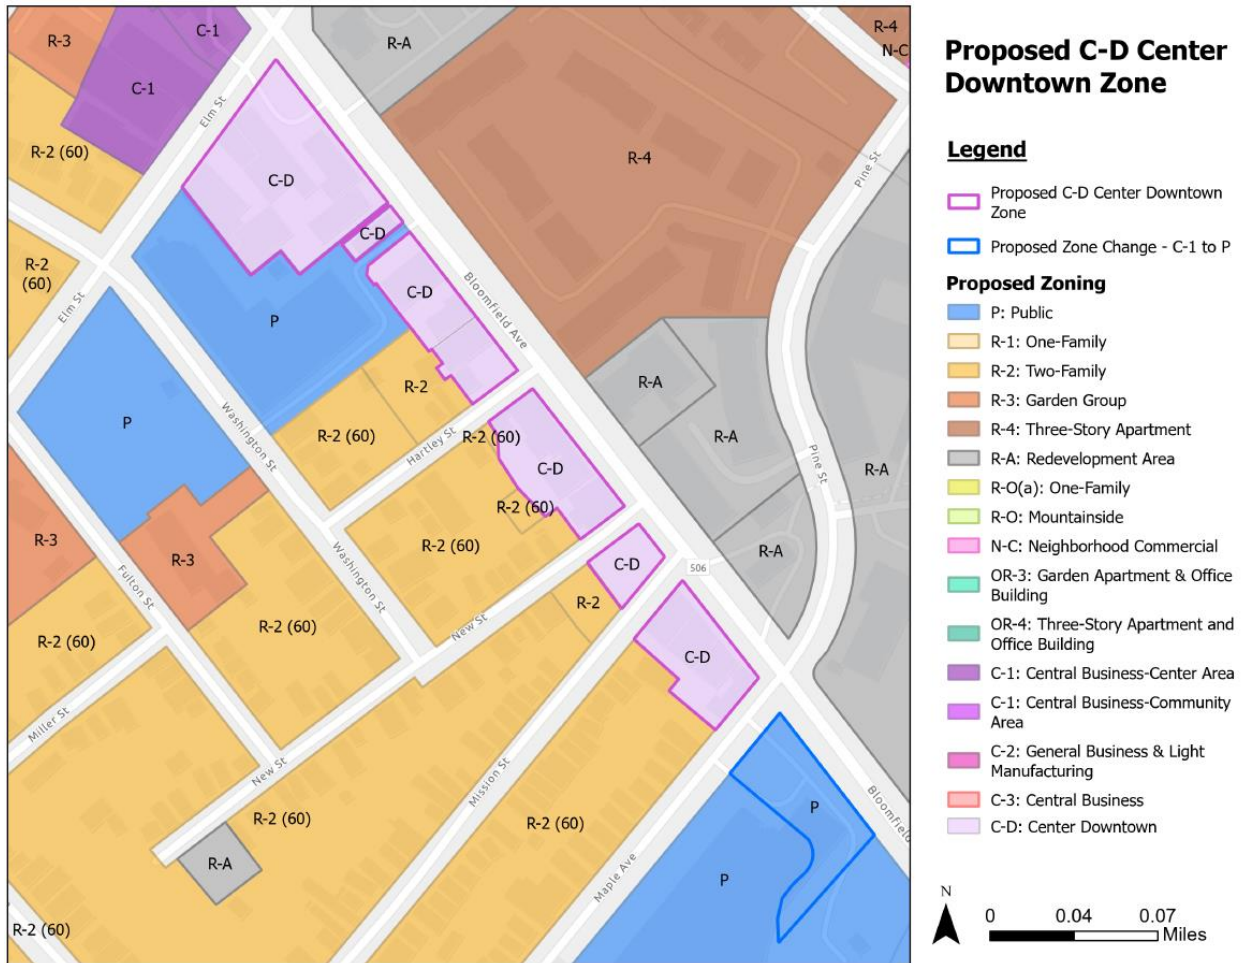 R-3
C-1
C-1
R-A
R-4
N-C
Elm St
R-2 (60)
R-4
Pine St
C-D
C-D
R-2
(60)
Elm St
C-D
Bloomfield Ave
P
R-2
R-A
P
Washington St
R-2 (60)
Hartley St
R-2 (60)
R-A
Pine St
R-A
C-D
R-2 (60)
R-3
R-3
R-2 (60)
R-A
Washington St
C-D
506
Fulton St
R-2
R-2 (60)
R-2 (60)
New St
C-D
Miller St
New St
Mission St
R-2 (60)
R-2 (60)
P
Bloomfield
R-A
Maple Ave
P
R-2 (60)
Proposed C-D Center
Downtown Zone
Legend
Proposed C-D Center Downtown
Zone
Proposed Zone Change - C-1 to P
Proposed Zoning
P: Public
R-1: One-Family
R-2: Two-Family
R-3: Garden Group
R-4: Three-Story Apartment
R-A: Redevelopment Area
R-O(a): One-Family
R-O: Mountainside
N-C: Neighborhood Commercial
OR-3: Garden Apartment & Office
Building
OR-4: Three-Story Apartment and
Office Building
C-1: Central Business-Center Area
C-1: Central Business-Community
Area
C-2: General Business & Light
Manufacturing
C-3: Central Business
C-D: Center Downtown
N
0 0.04 0.07
Miles